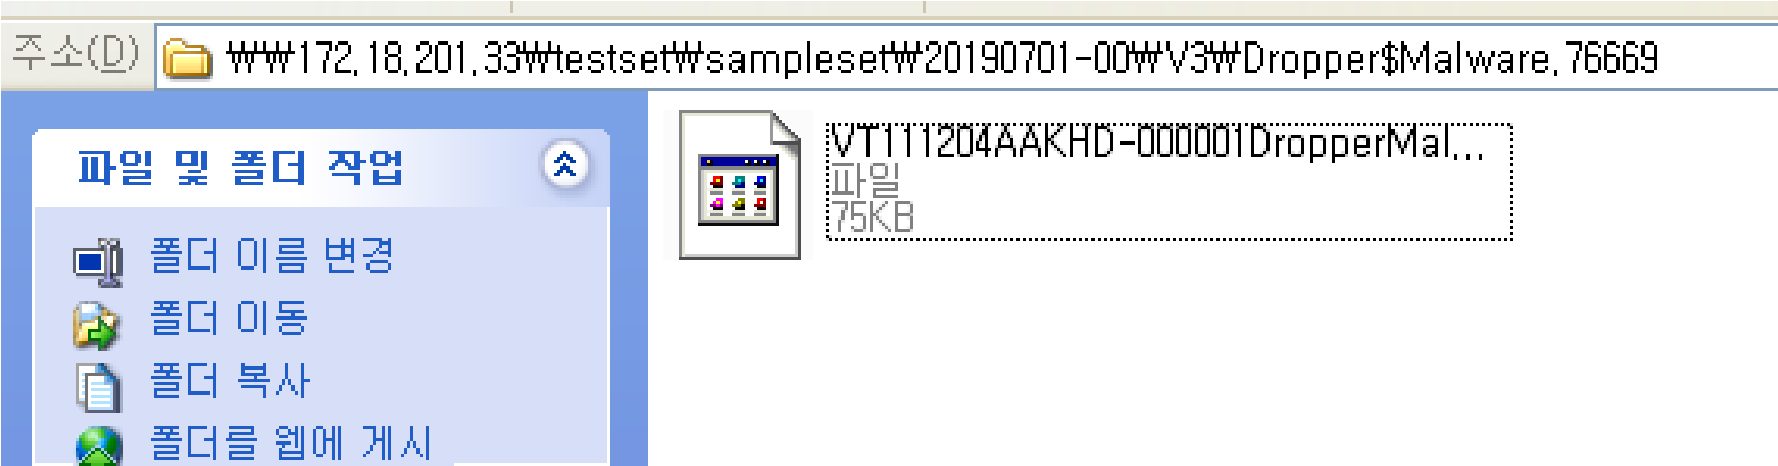 주소(D) ₩₩172.18.201.33₩testset₩sampleset₩20190701-00₩V3₩Dropper$Malware.76669
파일 및 폴더 작업
폴더 이름 변경
폴더 이동
폴더 복사
폴더를 웹에 게시
VT111204AAKHD-000001DropperMal...
파일
75KB